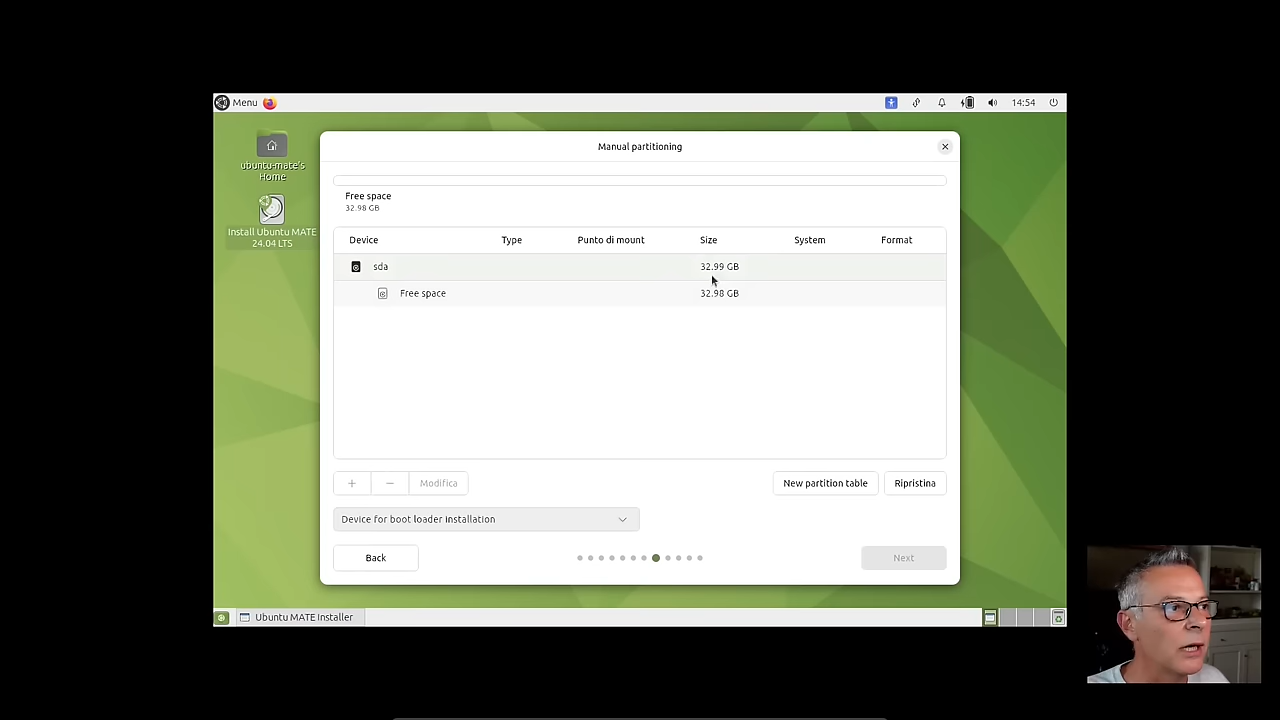 Menu
14:54
ubuntu-mate's
Home
Install Ubuntu MATE
24.04 LTS
Manual partitioning
Free space
32.98 GB
Device Type Punto di mount Size System Format
sda 32.99 GB
Free space 32.98 GB
+ − Modifica
New partition table Ripristina
Device for boot loader installation
Back
Next
Ubuntu MATE Installer